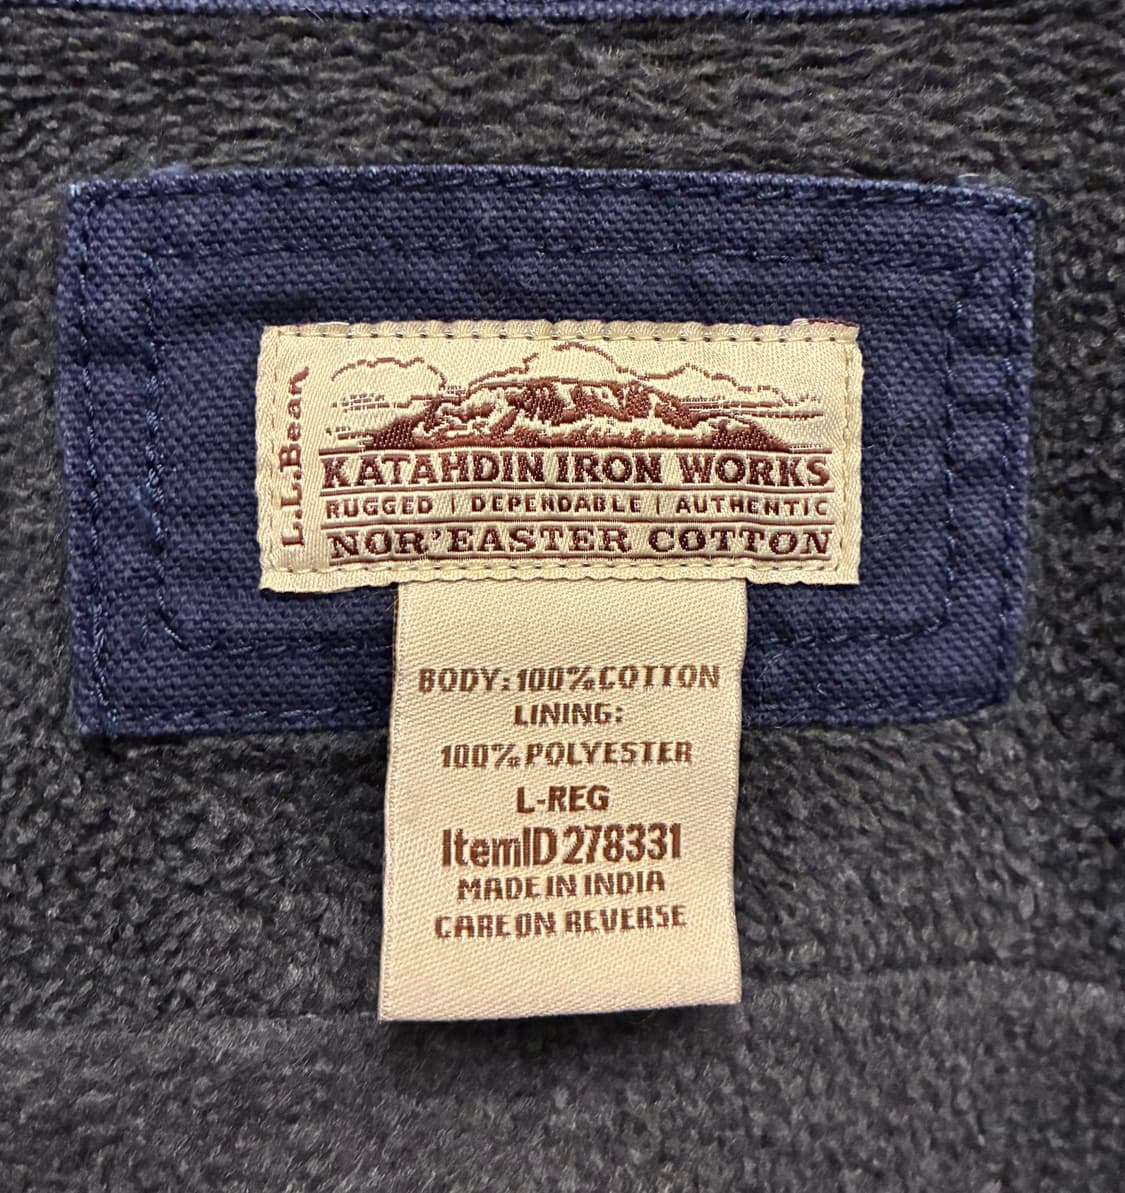 L.L.Bean
KATAHDIN IRON WORKS
RUGGED | DEPENDABLE | AUTHENTIC
NOR'EASTER COTTON
BODY: 100% COTTON
LINING:
100% POLYESTER
L-REG
ItemID 278331
MADE IN INDIA
CARE ON REVERSE